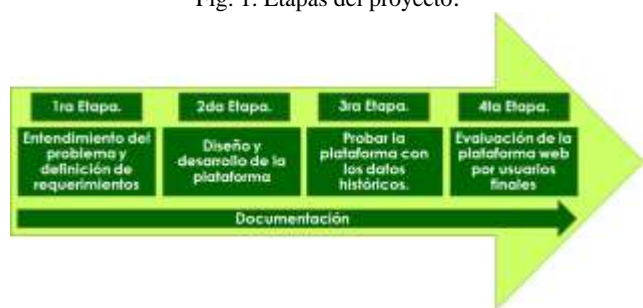 Fig. 1. Etapas del proyecto.
1ra Etapa.
Entendimiento del
problema y
definición de
requerimientos
2da Etapa.
Diseño y
desarrollo de la
plataforma
3ra Etapa.
Probar la
plataforma con
los datos
históricos.
4ta Etapa.
Evaluación de la
plataforma web
por usuarios
finales
Documentación